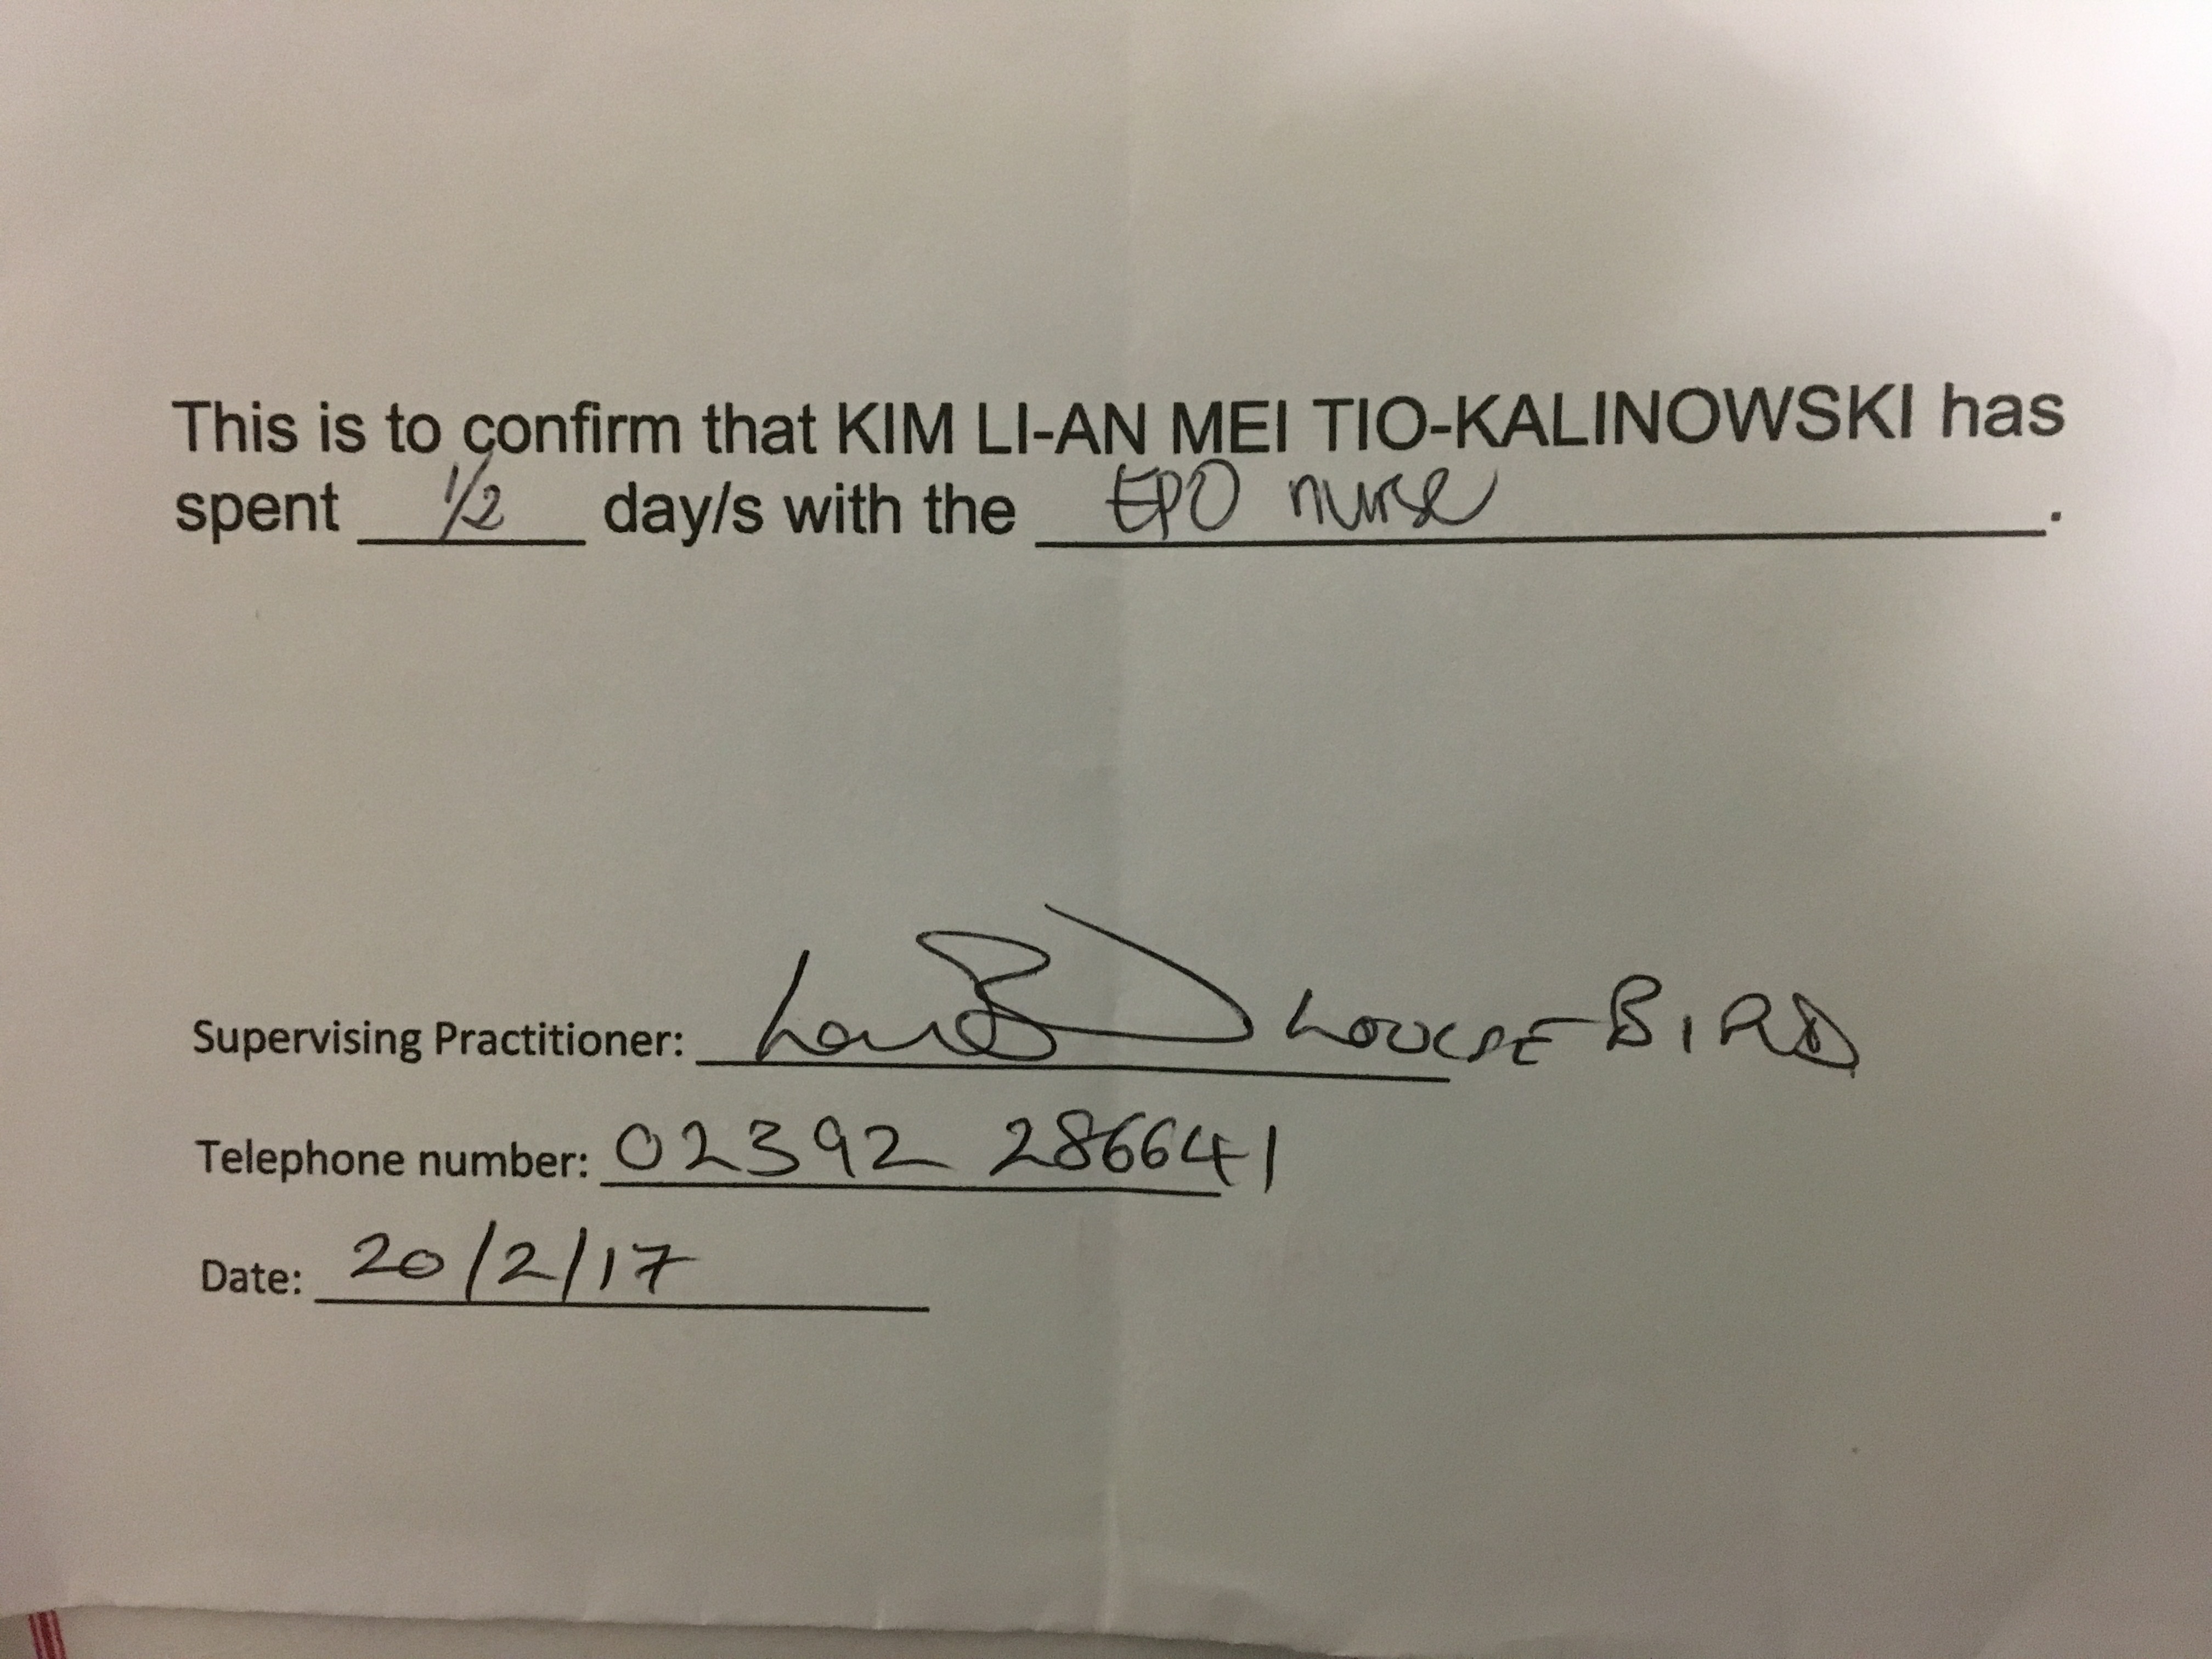 This is to confirm that KIM LI-AN MEI TIO-KALINOWSKI has
spent 1/2 day/s with the EPO nurse.
Supervising Practitioner: LOUISE BIRD
Telephone number: 02392 286641
Date: 20/2/17